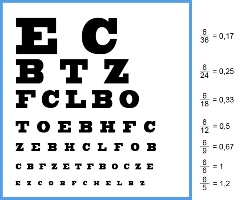 E C
B T Z
F C L B O
T O E B H F C
Z E B H C L F O B
C B F Z E T F B O C Z E
E Z C O B F C H E L B Z
6/36 = 0,17
6/24 = 0,25
6/18 = 0,33
6/12 = 0,5
6/9 = 0,67
6/6 = 1
6/5 = 1,2